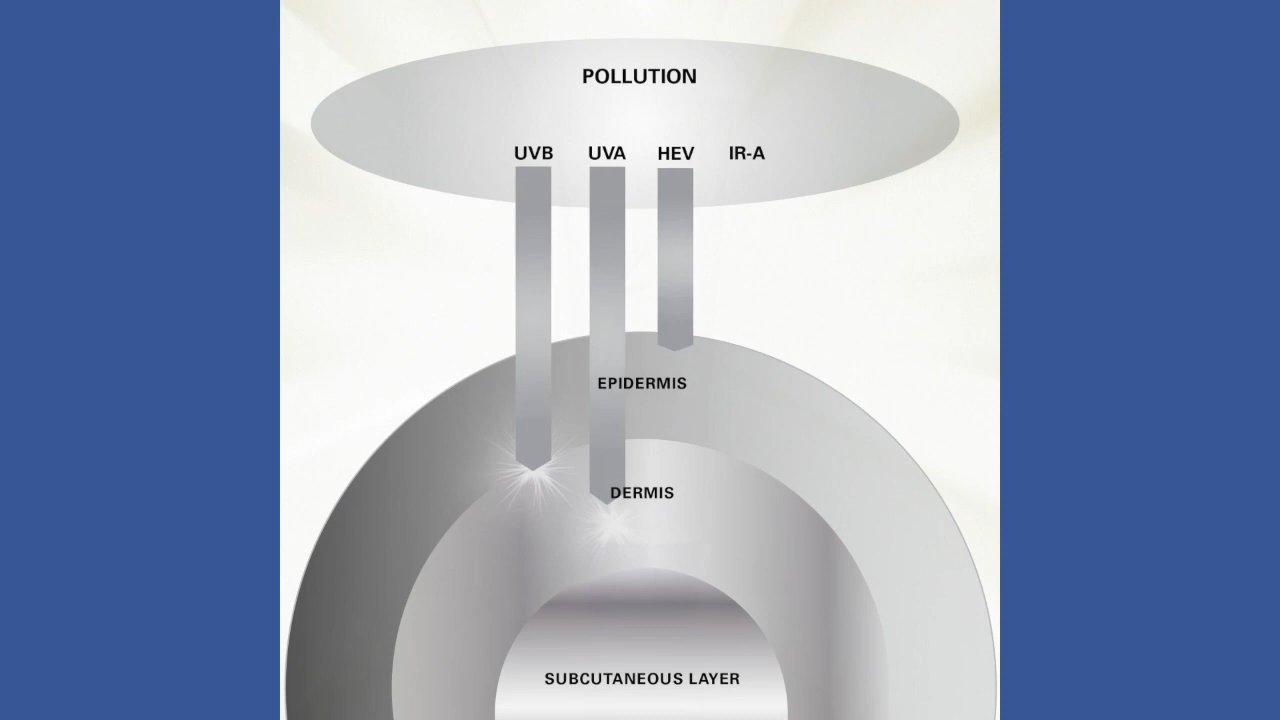 POLLUTION
UVB UVA HEV IR-A
EPIDERMIS
DERMIS
SUBCUTANEOUS LAYER